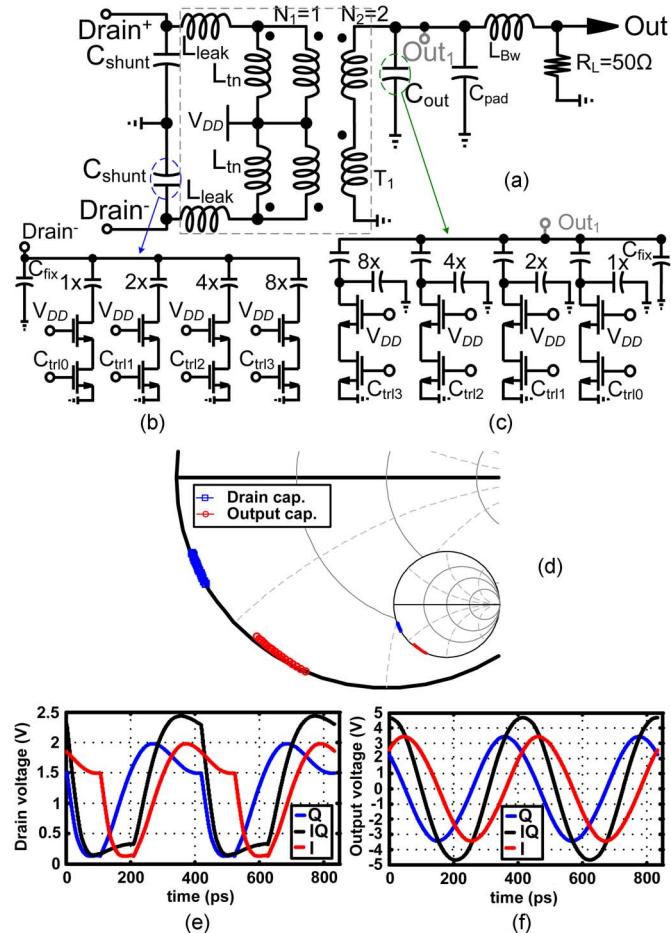 Drain+
N1=1
N2=2
Out
Cshunt
Lleak
Ltn
Out1
LBw
RL=50Ω
Cout
Cpad
VDD
Ltn
(a)
Cshunt
Lleak
T1
Drain-
Drain-
Out1
Cfix
1x
2x
4x
8x
8x
4x
2x
1x
Cfix
VDD
VDD
VDD
VDD
VDD
VDD
VDD
VDD
Ctrl0
Ctrl1
Ctrl2
Ctrl3
Ctrl3
Ctrl2
Ctrl1
Ctrl0
(b)
(c)
Drain cap.
Output cap.
(d)
Drain voltage (V)
2.5
2
1.5
1
0.5
0
Q
IQ
I
0
200
400
600
800
time (ps)
(e)
Output voltage (V)
5
4
3
2
1
0
-1
-2
-3
-4
-5
Q
IQ
I
0
200
400
600
800
time (ps)
(f)